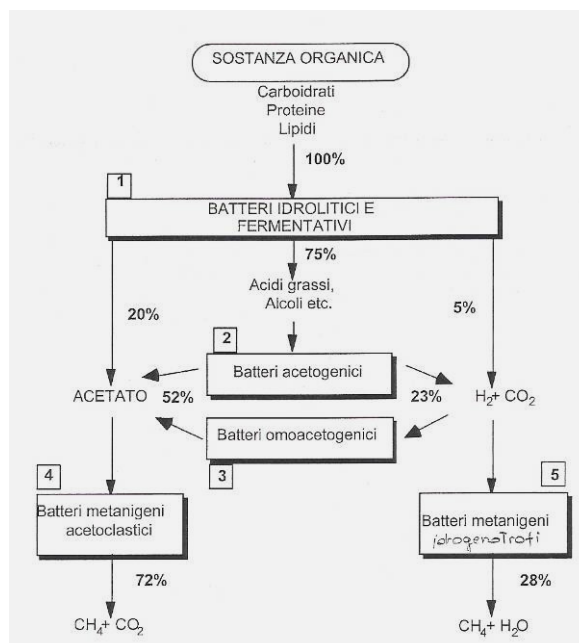 SOSTANZA ORGANICA
Carboidrati
Proteine
Lipidi
100%
1
BATTERI IDROLITICI E
FERMENTATIVI
75%
Acidi grassi,
Alcoli etc.
20%
5%
2
Batteri acetogenici
ACETATO
52%
23%
H₂+ CO₂
Batteri omoacetogenici
3
4
Batteri metanigeni
acetoclastici
5
Batteri metanigeni
idrogenotrofi
72%
28%
CH₄+ CO₂
CH₄+ H₂O